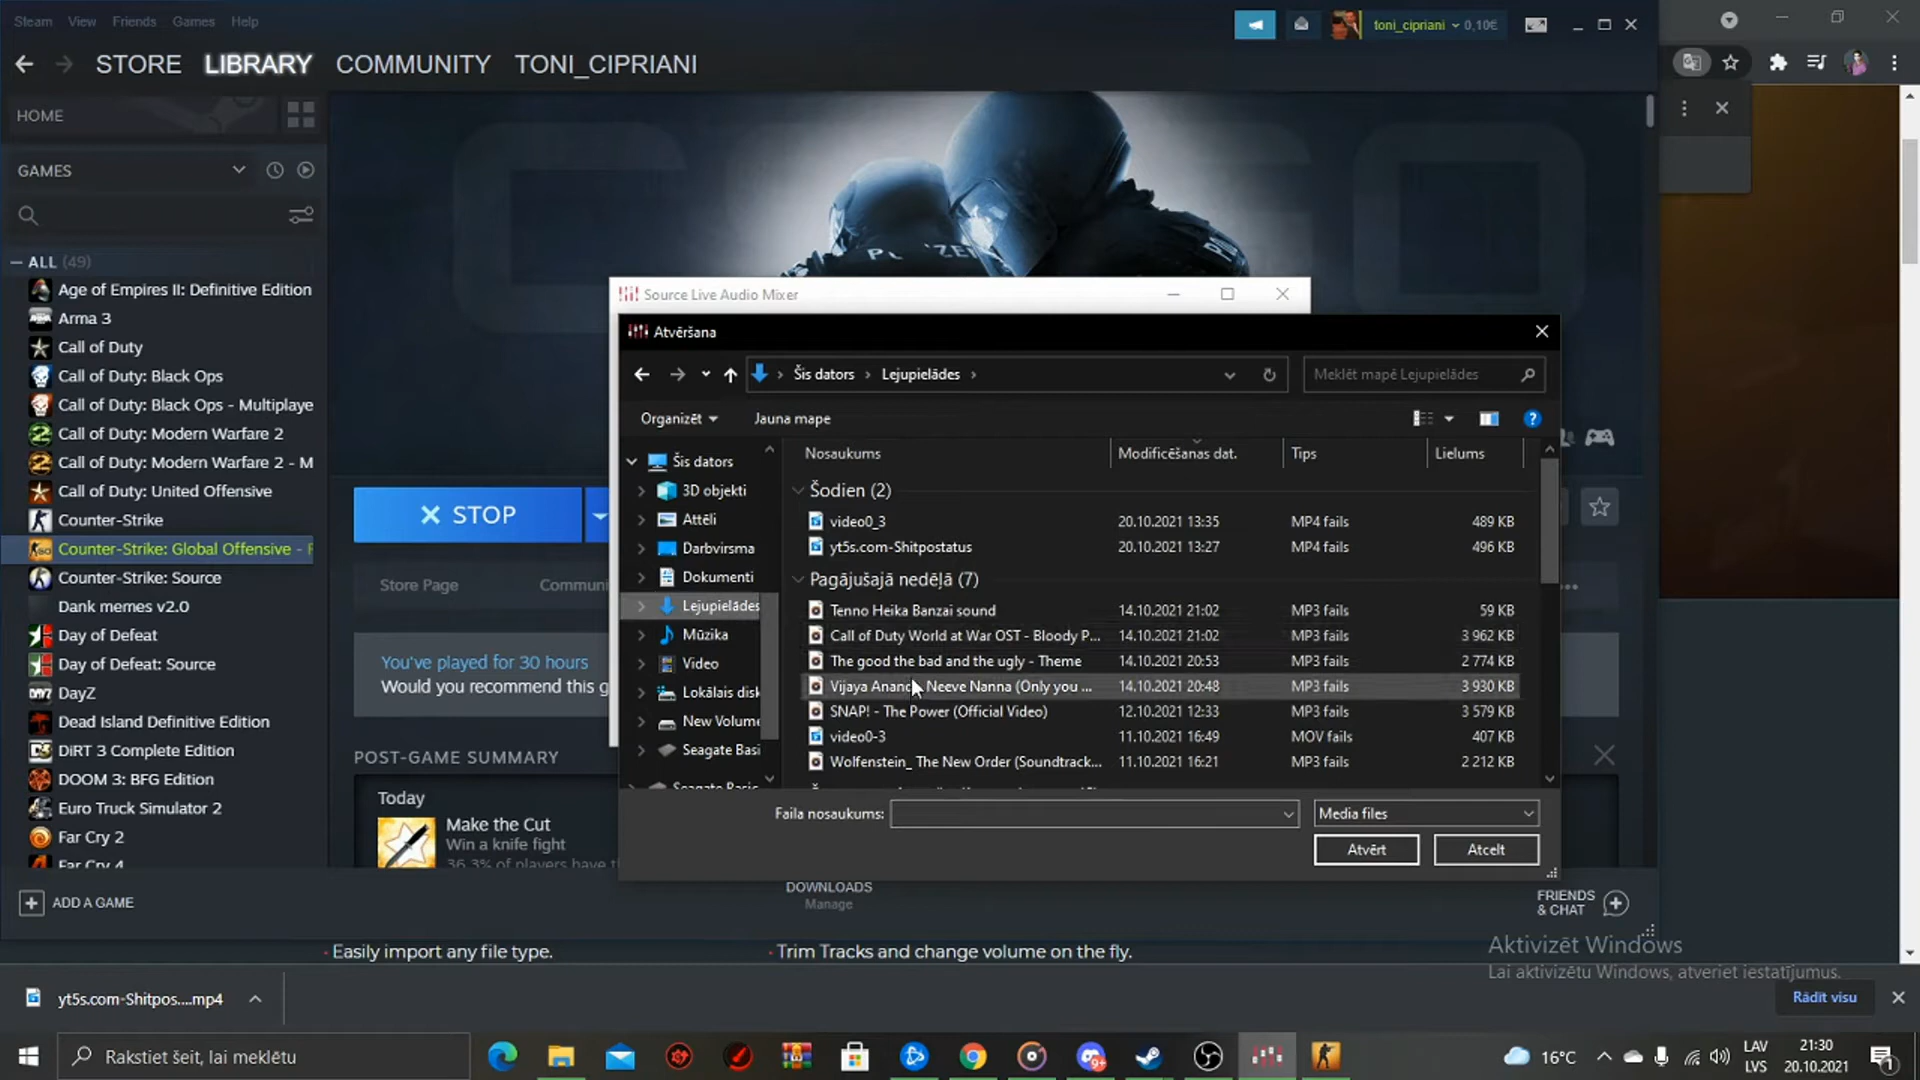 Steam View Friends Games Help
toni_cipriani 0,10€
STORE LIBRARY COMMUNITY TONI_CIPRIANI
HOME
GAMES
ALL (49)
Age of Empires II: Definitive Edition
Arma 3
Call of Duty
Call of Duty: Black Ops
Call of Duty: Black Ops - Multiplaye
Call of Duty: Modern Warfare 2
Call of Duty: Modern Warfare 2 - M
Call of Duty: United Offensive
Counter-Strike
Counter-Strike: Global Offensive - F
Counter-Strike: Source
Dank memes v2.0
Day of Defeat
Day of Defeat: Source
DayZ
Dead Island Definitive Edition
DiRT 3 Complete Edition
DOOM 3: BFG Edition
Euro Truck Simulator 2
Far Cry 2
Far Cry 4
ADD A GAME
STOP
Store Page Commun
You've played for 30 hours
Would you recommend this g
POST-GAME SUMMARY
Today
Make the Cut
Win a knife fight
36.3% of players have t
DOWNLOADS
Manage
FRIENDS
& CHAT
Source Live Audio Mixer
Atvēršana
Šis dators Lejupielādes
Meklēt mapē Lejupielādes
Organizēt Jauna mape
Šis dators
3D objekti
Attēli
Darbvirsma
Dokumenti
Lejupielādes
Mūzika
Video
Lokālais disk
New Volume
Seagate Basi
Seagate Basic
Nosaukums Modificēšanas dat. Tips Lielums
Šodien (2)
video0_3 20.10.2021 13:35 MP4 fails 489 KB
yt5s.com-Shitpostatus 20.10.2021 13:27 MP4 fails 496 KB
Pagājušajā nedēļā (7)
Tenno Heika Banzai sound 14.10.2021 21:02 MP3 fails 59 KB
Call of Duty World at War OST - Bloody P... 14.10.2021 21:02 MP3 fails 3 962 KB
The good the bad and the ugly - Theme 14.10.2021 20:53 MP3 fails 2 774 KB
Vijaya Anand Neeve Nanna (Only you ... 14.10.2021 20:48 MP3 fails 3 930 KB
SNAP! - The Power (Official Video) 12.10.2021 12:33 MP3 fails 3 579 KB
video0-3 11.10.2021 16:49 MOV fails 407 KB
Wolfenstein_ The New Order (Soundtrack... 11.10.2021 16:21 MP3 fails 2 212 KB
Faila nosaukums: Media files
Atvērt Atcelt
· Easily import any file type. · Trim Tracks and change volume on the fly.
Aktivizēt Windows
Lai aktivizētu Windows, atveriet iestatījumus.
yt5s.com-Shitpos....mp4
Rādīt visu
Rakstiet šeit, lai meklētu
16°C
LAV
LVS
21:30
20.10.2021
1